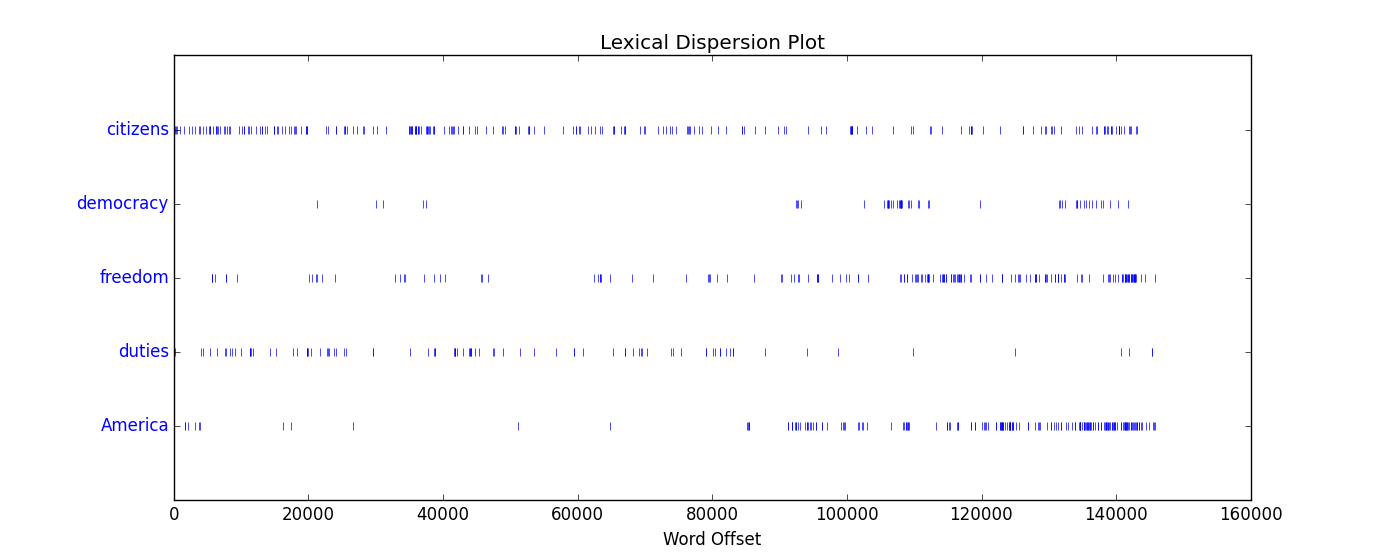 Lexical Dispersion Plot
citizens
democracy
freedom
duties
America
0 20000 40000 60000 80000 100000 120000 140000 160000
Word Offset